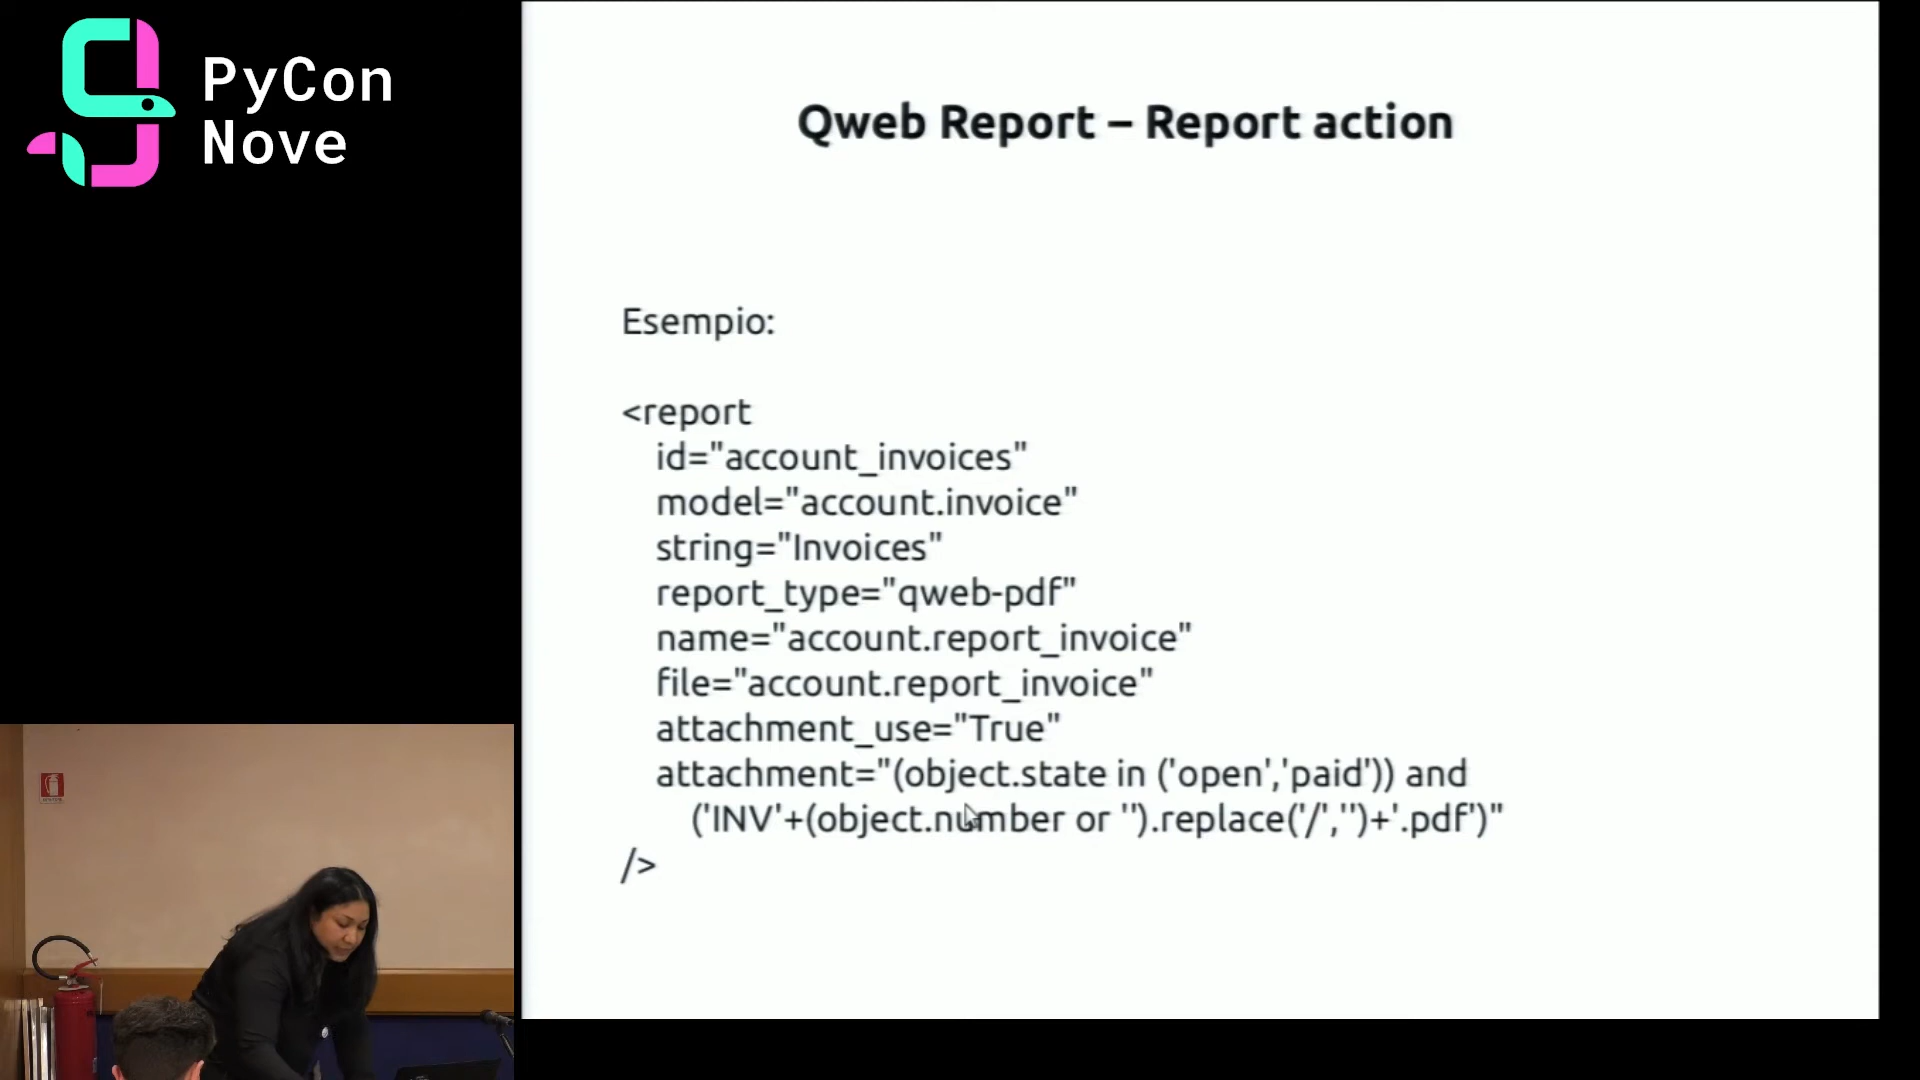 PyCon
Nove
Qweb Report – Report action
Esempio:
<report
id="account_invoices"
model="account.invoice"
string="Invoices"
report_type="qweb-pdf"
name="account.report_invoice"
file="account.report_invoice"
attachment_use="True"
attachment="(object.state in ('open','paid')) and
('INV'+(object.number or '').replace('/','')+'.pdf')"
/>